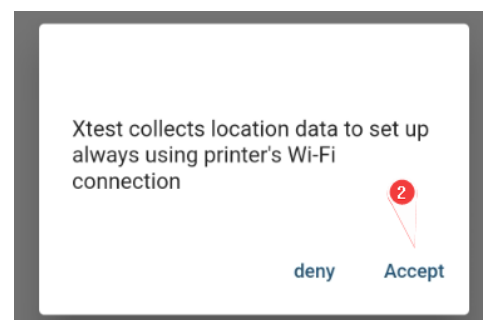 Xtest collects location data to set up
always using printer's Wi-Fi
connection
2
deny Accept